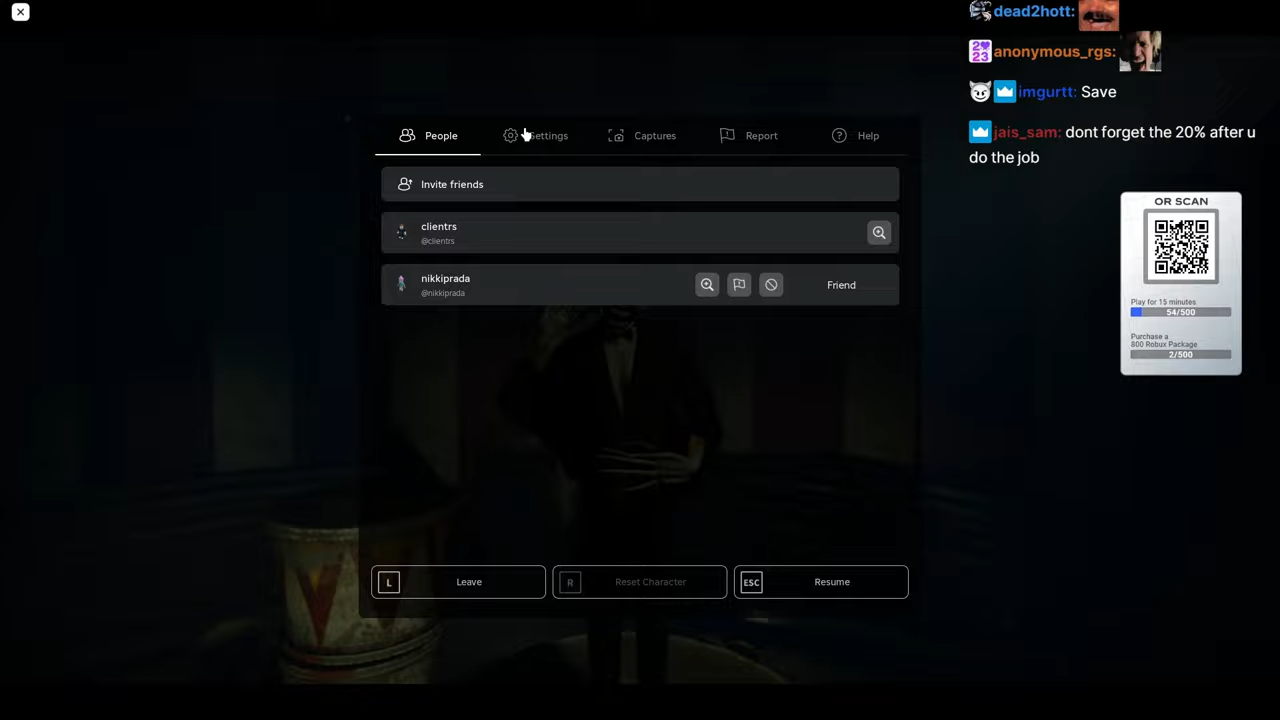 dead2hott:
anonymous_rgs:
imgurtt: Save
jais_sam: dont forget the 20% after u
do the job
People
Settings
Captures
Report
Help
Invite friends
clientrs
@clientrs
nikkiprada
@nikkiprada
Friend
L
Leave
R
Reset Character
ESC
Resume
OR SCAN
Play for 15 minutes
54/500
Purchase a
800 Robux Package
2/500